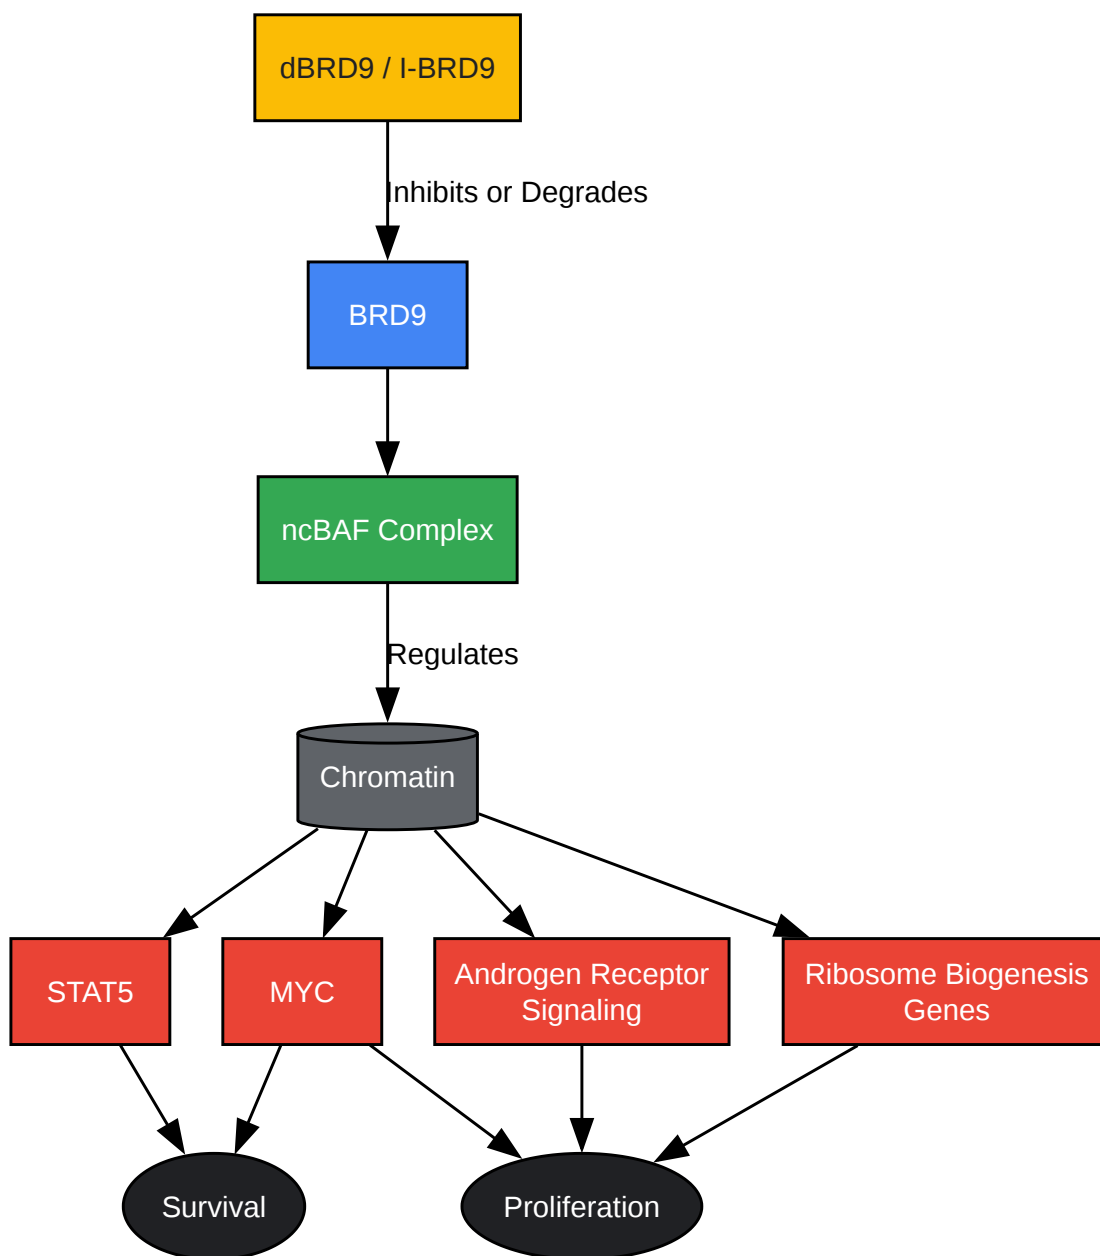 dBRD9 / I-BRD9
Inhibits or Degrades
BRD9
ncBAF Complex
Regulates
Chromatin
STAT5
MYC
Androgen Receptor
Signaling
Ribosome Biogenesis
Genes
Survival
Proliferation